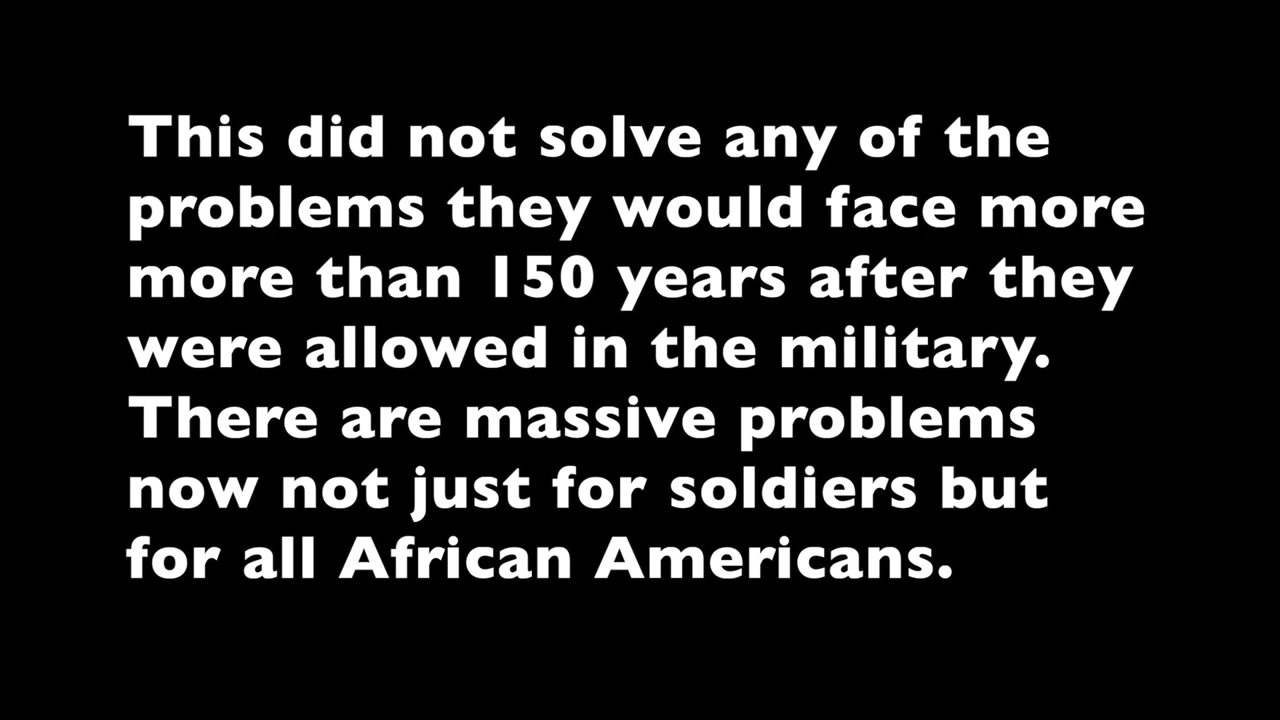 This did not solve any of the
problems they would face more
more than 150 years after they
were allowed in the military.
There are massive problems
now not just for soldiers but
for all African Americans.